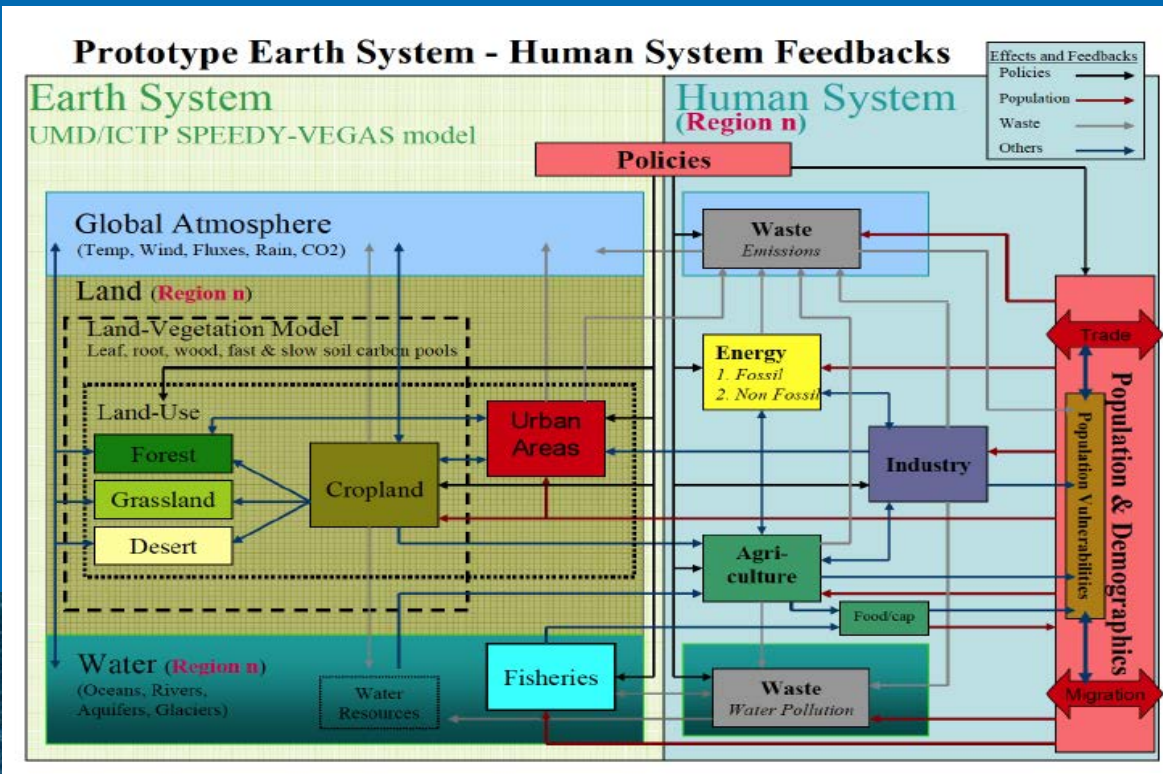 Prototype Earth System - Human System Feedbacks
Effects and Feedbacks
Policies
Population
Waste
Others
Earth System
UMD/ICTP SPEEDY-VEGAS model
Human System
(Region n)
Policies
Global Atmosphere
(Temp, Wind, Fluxes, Rain, CO2)
Waste
Emissions
Land (Region n)
Land-Vegetation Model
Leaf, root, wood, fast & slow soil carbon pools
Energy
1. Fossil
2. Non Fossil
Trade
Land-Use
Urban
Areas
Forest
Grassland
Desert
Cropland
Industry
Population Vulnerabilities
Population & Demographics
Agri-
culture
Food/cap
Water (Region n)
(Oceans, Rivers,
Aquifers, Glaciers)
Water
Resources
Fisheries
Waste
Water Pollution
Migration